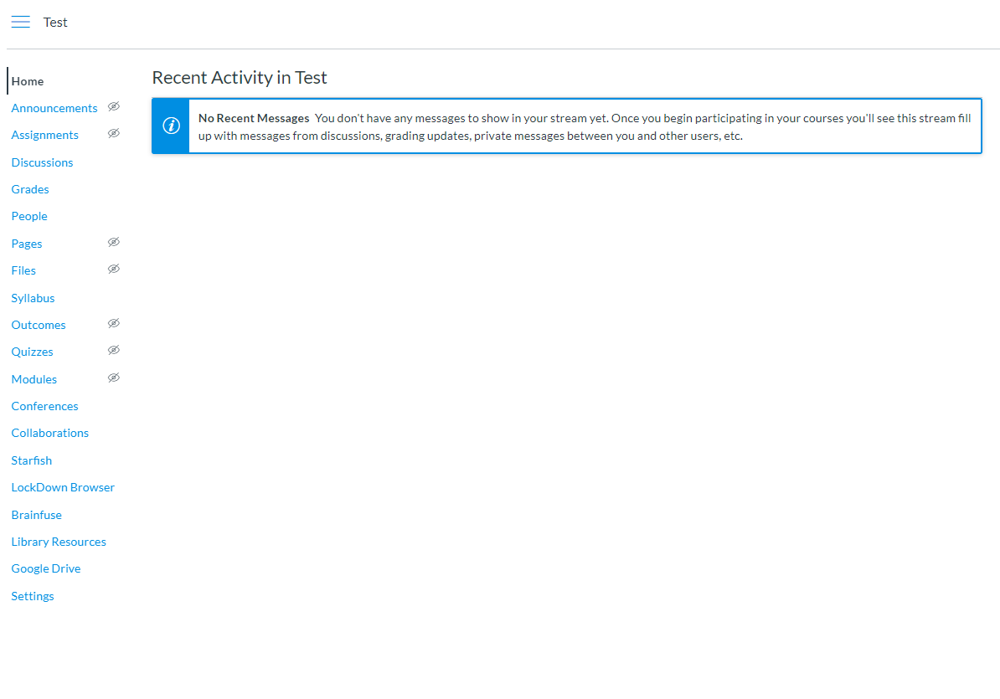 Test
Home
Announcements
Assignments
Discussions
Grades
People
Pages
Files
Syllabus
Outcomes
Quizzes
Modules
Conferences
Collaborations
Starfish
LockDown Browser
Brainfuse
Library Resources
Google Drive
Settings
Recent Activity in Test
No Recent Messages You don't have any messages to show in your stream yet. Once you begin participating in your courses you'll see this stream fill
up with messages from discussions, grading updates, private messages between you and other users, etc.